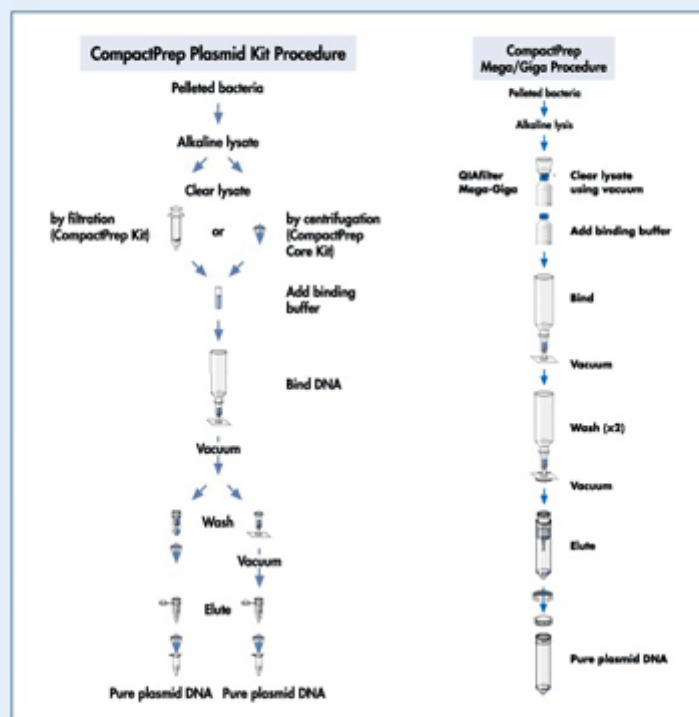 CompactPrep Plasmid Kit Procedure
Pelleted bacteria
Alkaline lysate
Clear lysate
by filtration
(CompactPrep Kit)
or
by centrifugation
(CompactPrep
Core Kit)
Add binding
buffer
Bind DNA
Vacuum
Wash
Vacuum
Elute
Pure plasmid DNA
Pure plasmid DNA
CompactPrep
Mega/Giga Procedure
Pelleted bacteria
Alkaline lysis
QIAfilter
Mega-Giga
Clear lysate
using vacuum
Add binding buffer
Bind
Vacuum
Wash (x2)
Vacuum
Elute
Pure plasmid DNA